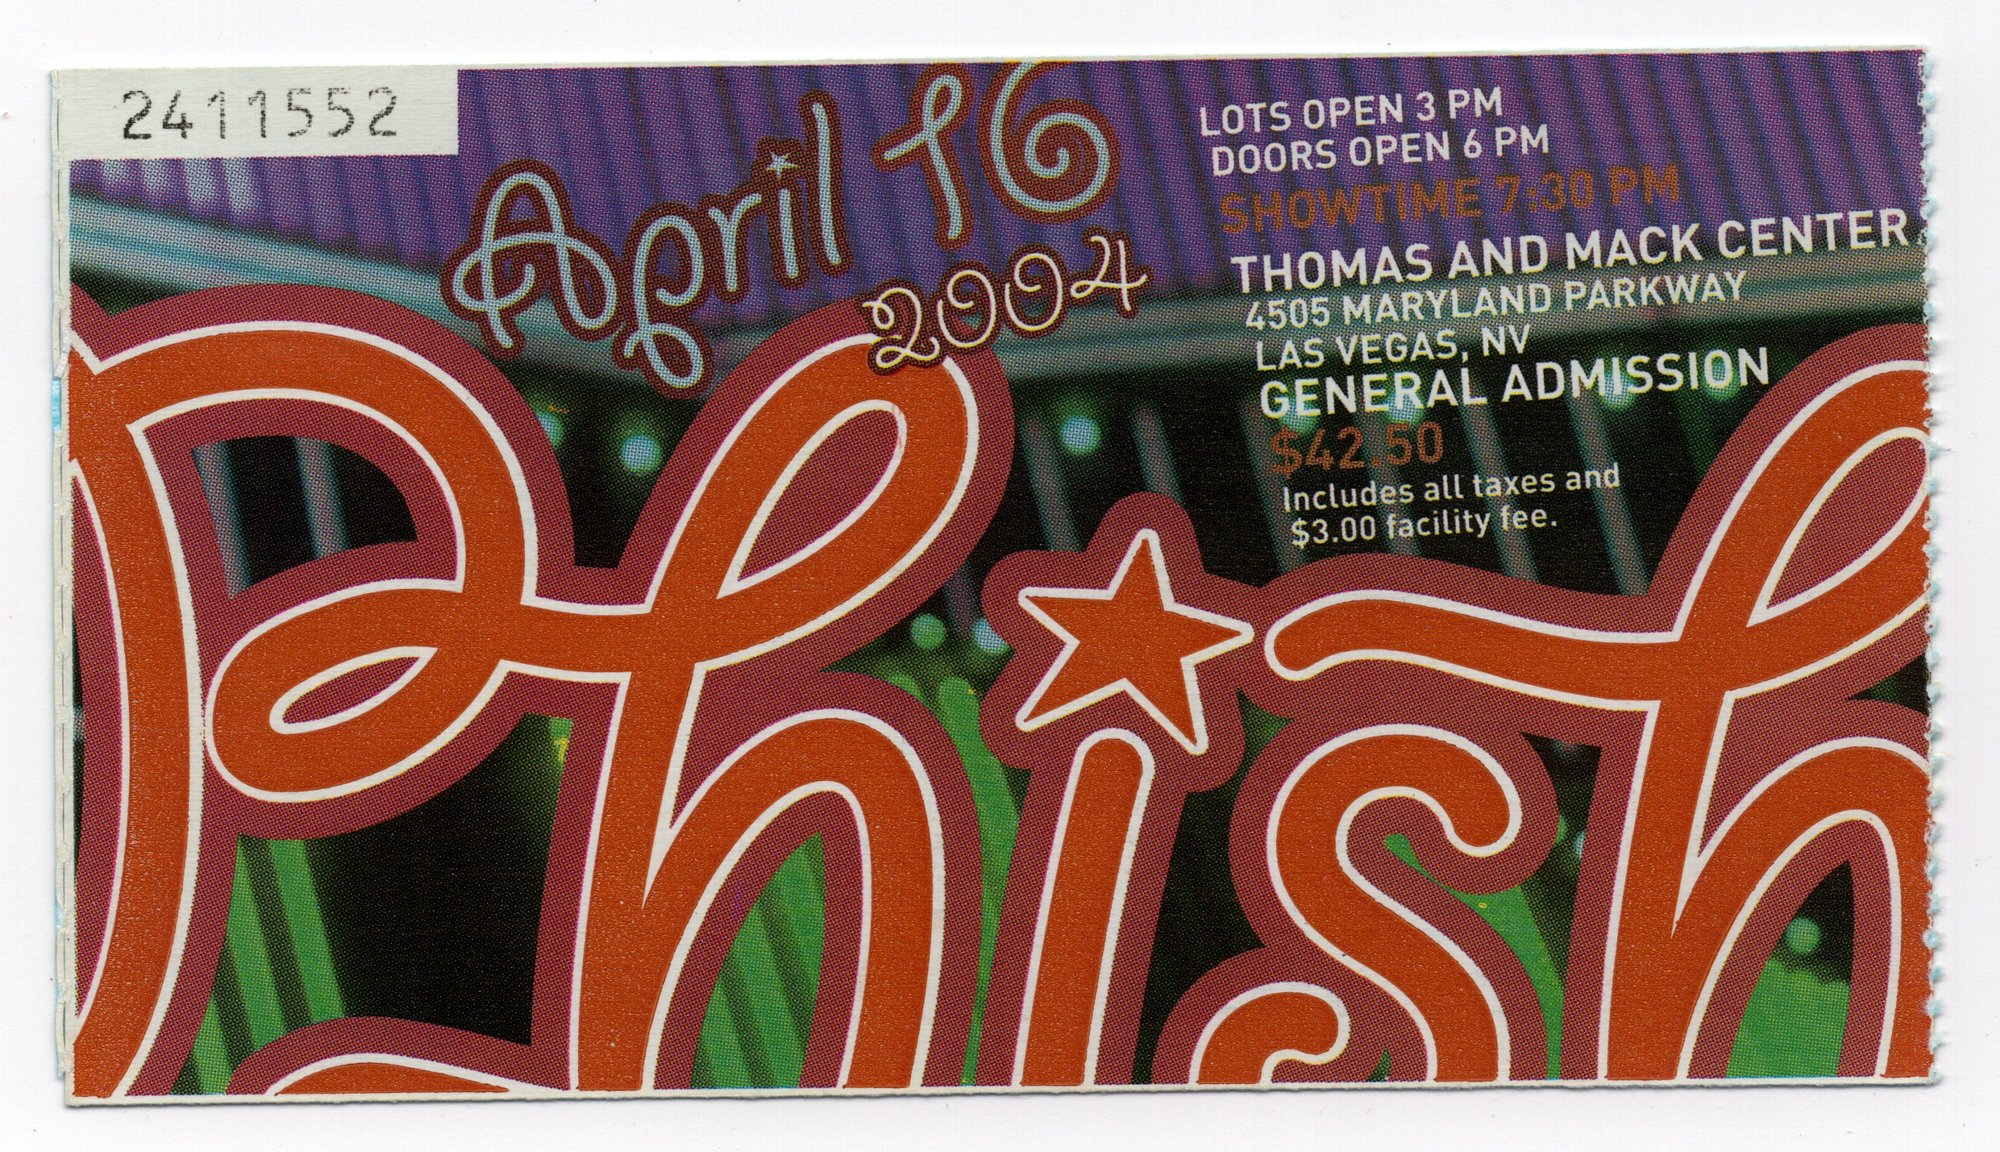 2411552
April 16
2004
LOTS OPEN 3 PM
DOORS OPEN 6 PM
SHOWTIME 7:30 PM
THOMAS AND MACK CENTER
4505 MARYLAND PARKWAY
LAS VEGAS, NV
GENERAL ADMISSION
$42.50
Includes all taxes and
$3.00 facility fee.
Phish